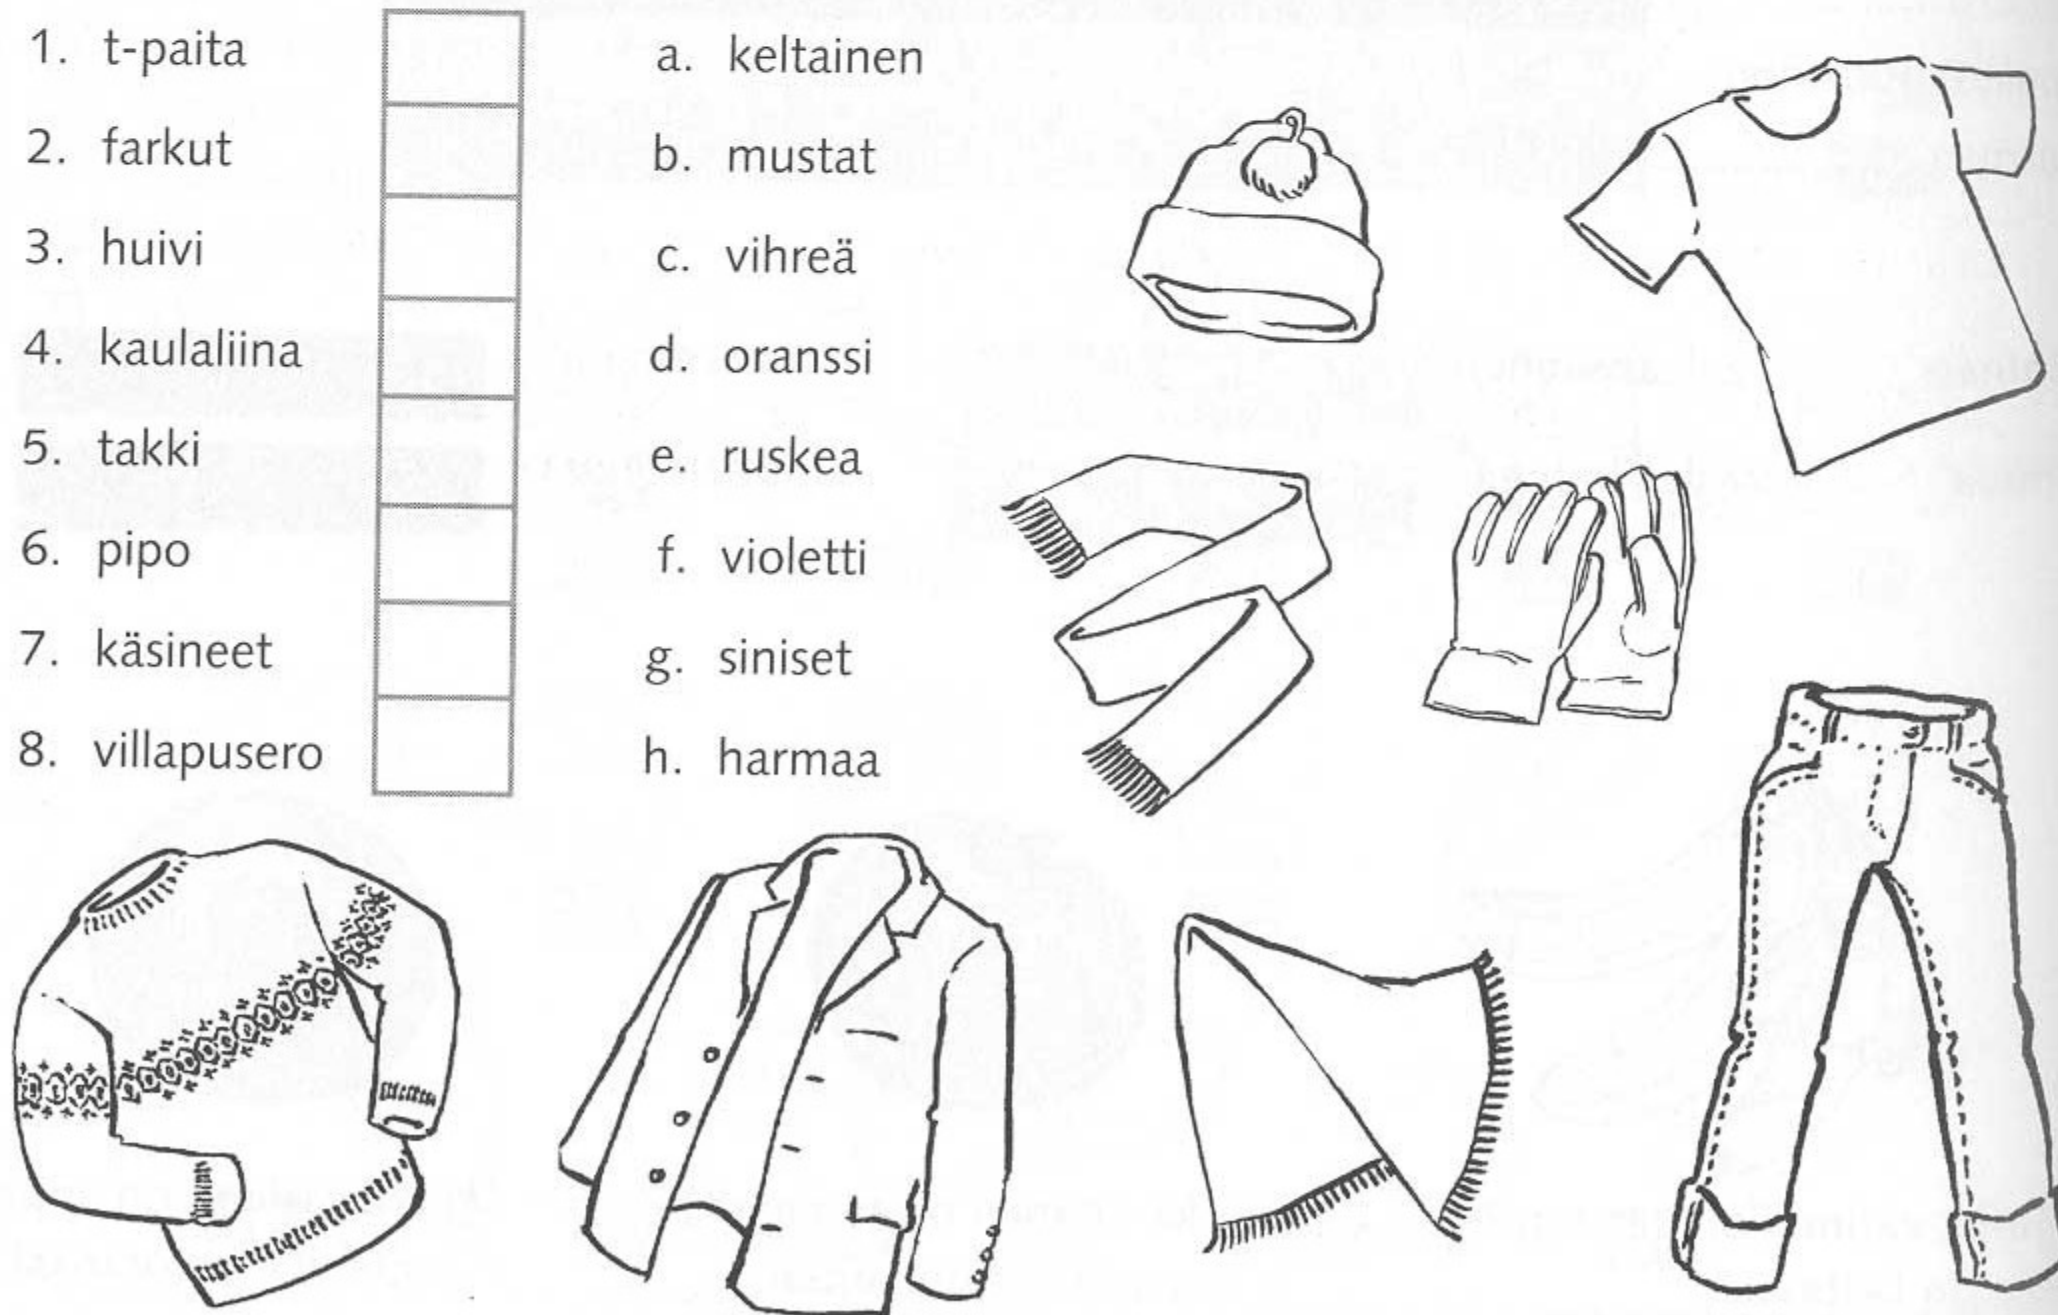 1. t-paita
2. farkut
3. huivi
4. kaulaliina
5. takki
6. pipo
7. käsineet
8. villapusero
a. keltainen
b. mustat
c. vihreä
d. oranssi
e. ruskea
f. violetti
g. siniset
h. harmaa